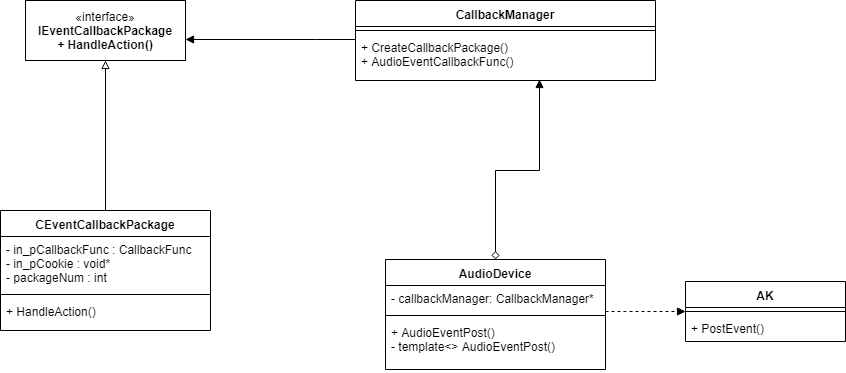 «interface»
IEventCallbackPackage
+ HandleAction()
CallbackManager
+ CreateCallbackPackage()
+ AudioEventCallbackFunc()
CEventCallbackPackage
- in_pCallbackFunc : CallbackFunc
- in_pCookie : void*
- packageNum : int
+ HandleAction()
AudioDevice
- callbackManager: CallbackManager*
+ AudioEventPost()
- template<> AudioEventPost()
AK
+ PostEvent()